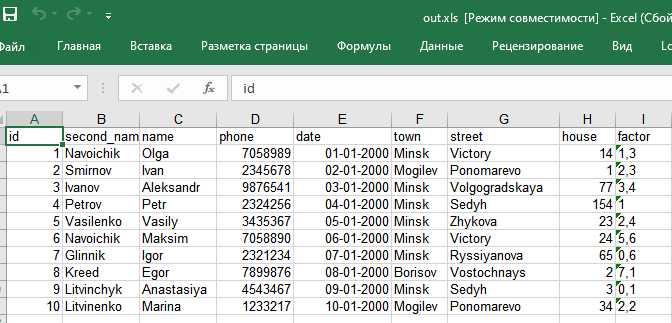 out.xls [Режим совместимости] - Excel (Сбой
Файл Главная Вставка Разметка страницы Формулы Данные Рецензирование Вид Lo
A1 fx id
A B C D E F G H I
id second_nam name phone date town street house factor
1 Navoichik Olga 7058989 01-01-2000 Minsk Victory 14 1,3
2 Smirnov Ivan 2345678 02-01-2000 Mogilev Ponomarevo 1 2,3
3 Ivanov Aleksandr 9876541 03-01-2000 Minsk Volgogradskaya 77 3,4
4 Petrov Petr 2324256 04-01-2000 Minsk Sedyh 154 1
5 Vasilenko Vasily 3435367 05-01-2000 Minsk Zhykova 23 2,4
6 Navoichik Maksim 7058890 06-01-2000 Minsk Victory 24 5,6
7 Glinnik Igor 2321234 07-01-2000 Minsk Ryssiyanova 65 0,6
8 Kreed Egor 7899876 08-01-2000 Borisov Vostochnays 2 7,1
9 Litvinchyk Anastasiya 4543467 09-01-2000 Minsk Sedyh 3 0,1
10 Litvinenko Marina 1233217 10-01-2000 Mogilev Ponomarevo 34 2,2